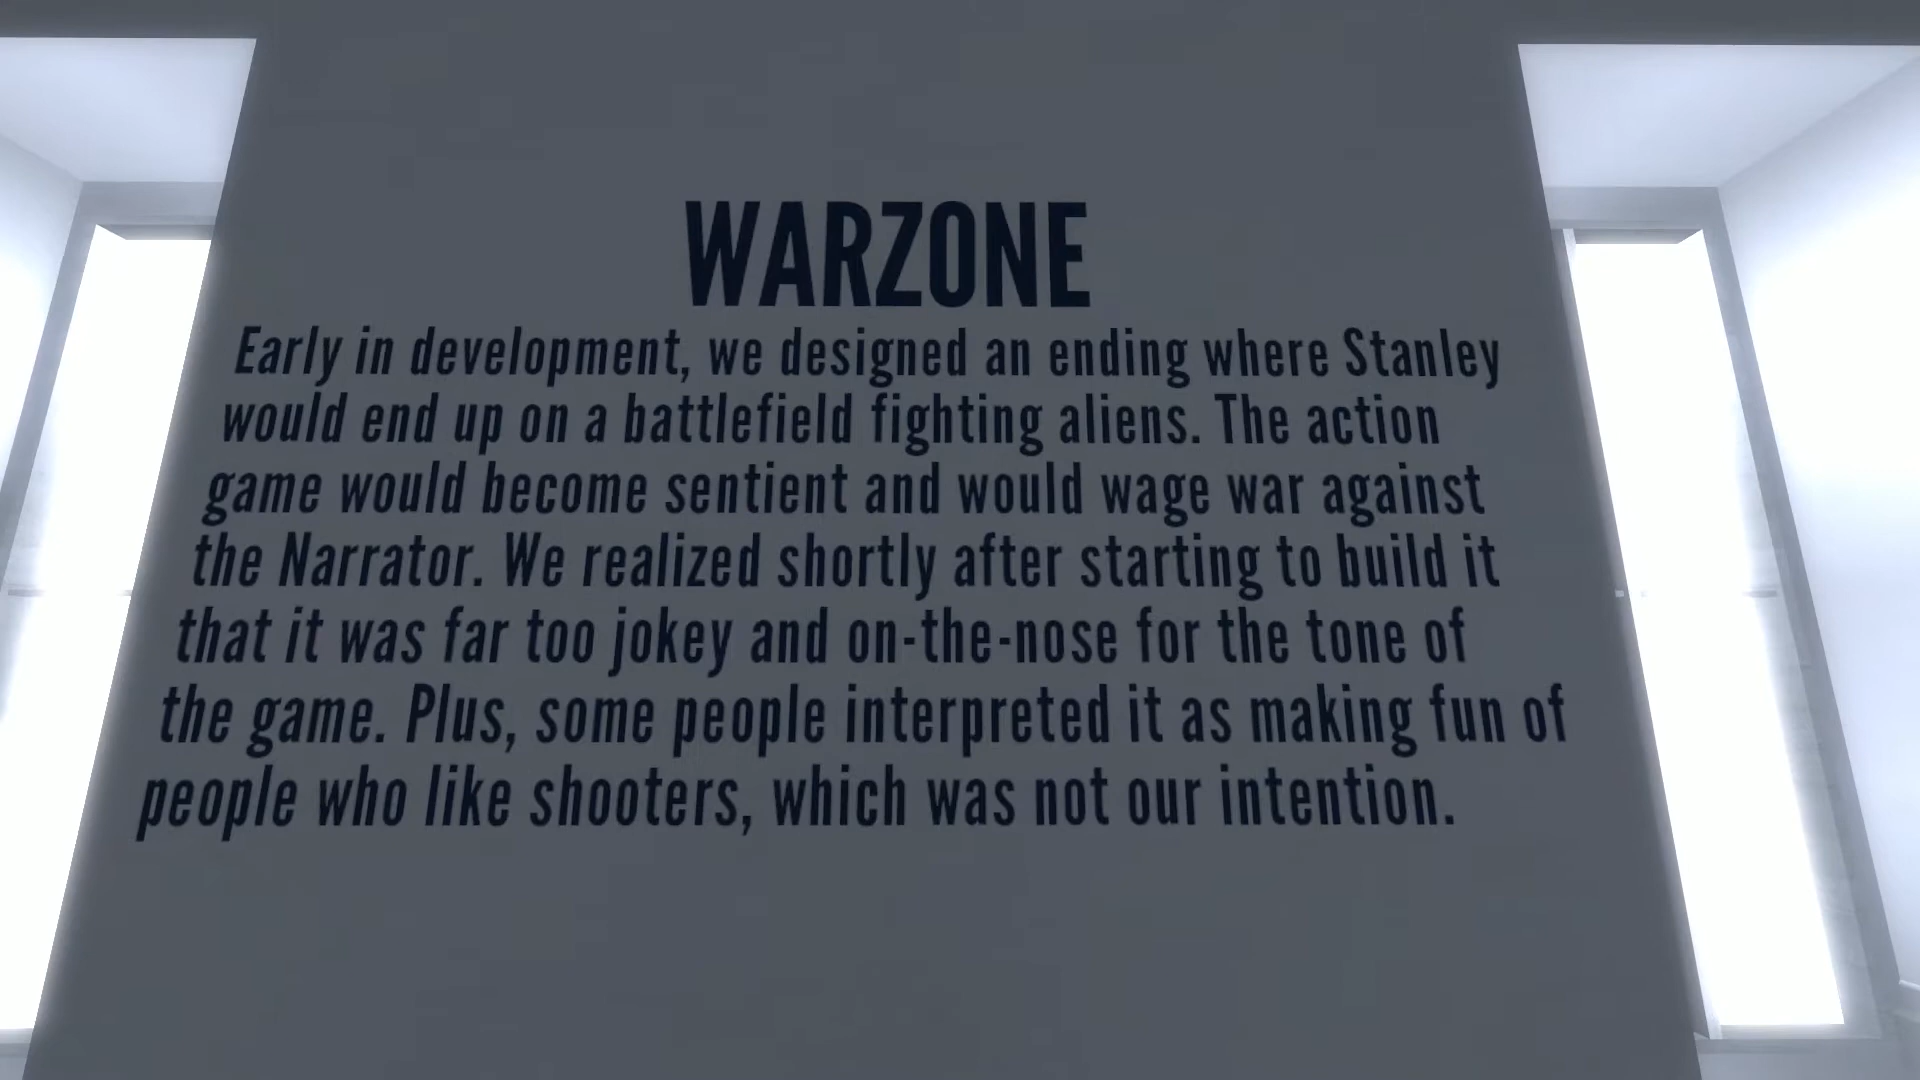 WARZONE
Early in development, we designed an ending where Stanley
would end up on a battlefield fighting aliens. The action
game would become sentient and would wage war against
the Narrator. We realized shortly after starting to build it
that it was far too jokey and on-the-nose for the tone of
the game. Plus, some people interpreted it as making fun of
people who like shooters, which was not our intention.